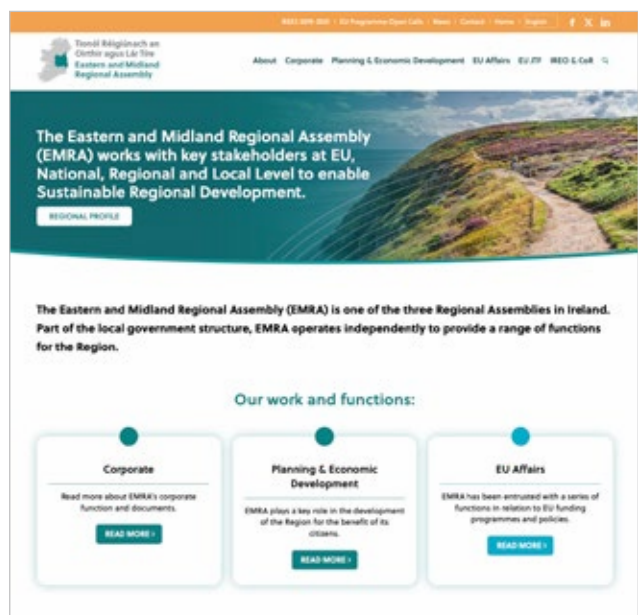 RSES 2019-2031 | EU Programme Open Calls | News | Contact | Home | English
Tionól Réigiúnach an
Oirthir agus Lár Tíre
Eastern and Midland
Regional Assembly
About Corporate Planning & Economic Development EU Affairs EU JTF IREO & CoR
The Eastern and Midland Regional Assembly
(EMRA) works with key stakeholders at EU,
National, Regional and Local Level to enable
Sustainable Regional Development.
REGIONAL PROFILE
The Eastern and Midland Regional Assembly (EMRA) is one of the three Regional Assemblies in Ireland.
Part of the local government structure, EMRA operates independently to provide a range of functions
for the Region.
Our work and functions:
Corporate
Read more about EMRA's corporate
function and documents.
READ MORE ›
Planning & Economic
Development
EMRA plays a key role in the development
of the Region for the benefit of its
citizens.
READ MORE ›
EU Affairs
EMRA has been entrusted with a series of
functions in relation to EU funding
programmes and policies.
READ MORE ›